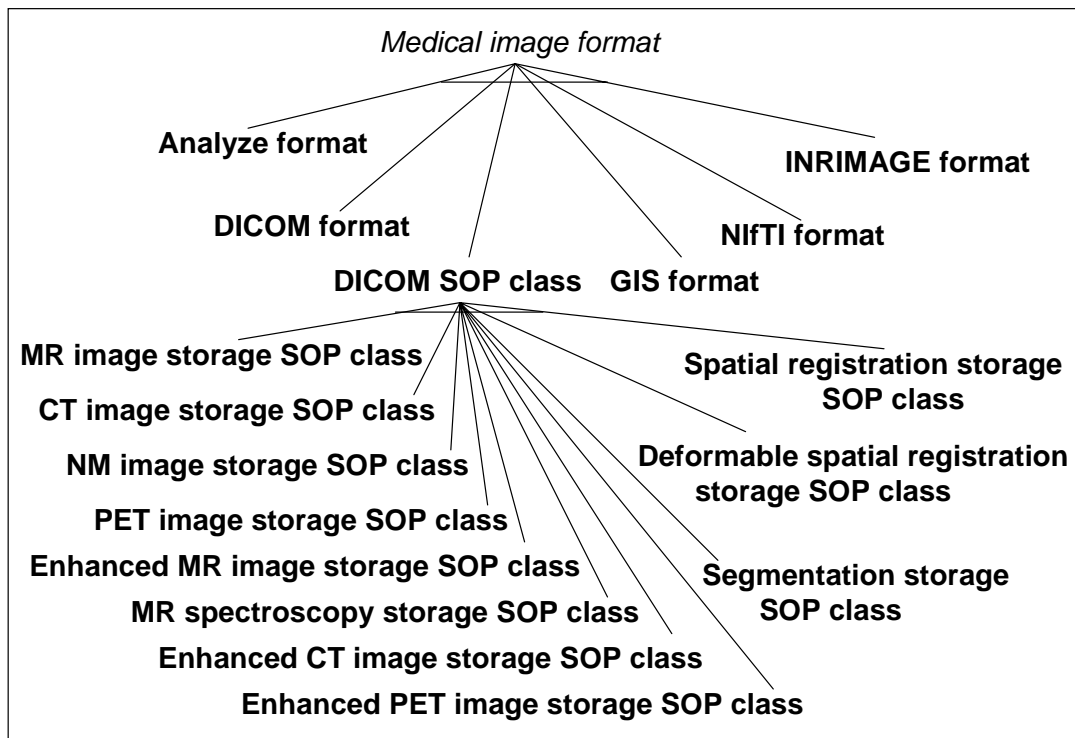 Medical image format
Analyze format
INRIMAGE format
DICOM format
NIfTI format
DICOM SOP class
GIS format
MR image storage SOP class
Spatial registration storage
SOP class
CT image storage SOP class
NM image storage SOP class
Deformable spatial registration
storage SOP class
PET image storage SOP class
Enhanced MR image storage SOP class
Segmentation storage
SOP class
MR spectroscopy storage SOP class
Enhanced CT image storage SOP class
Enhanced PET image storage SOP class